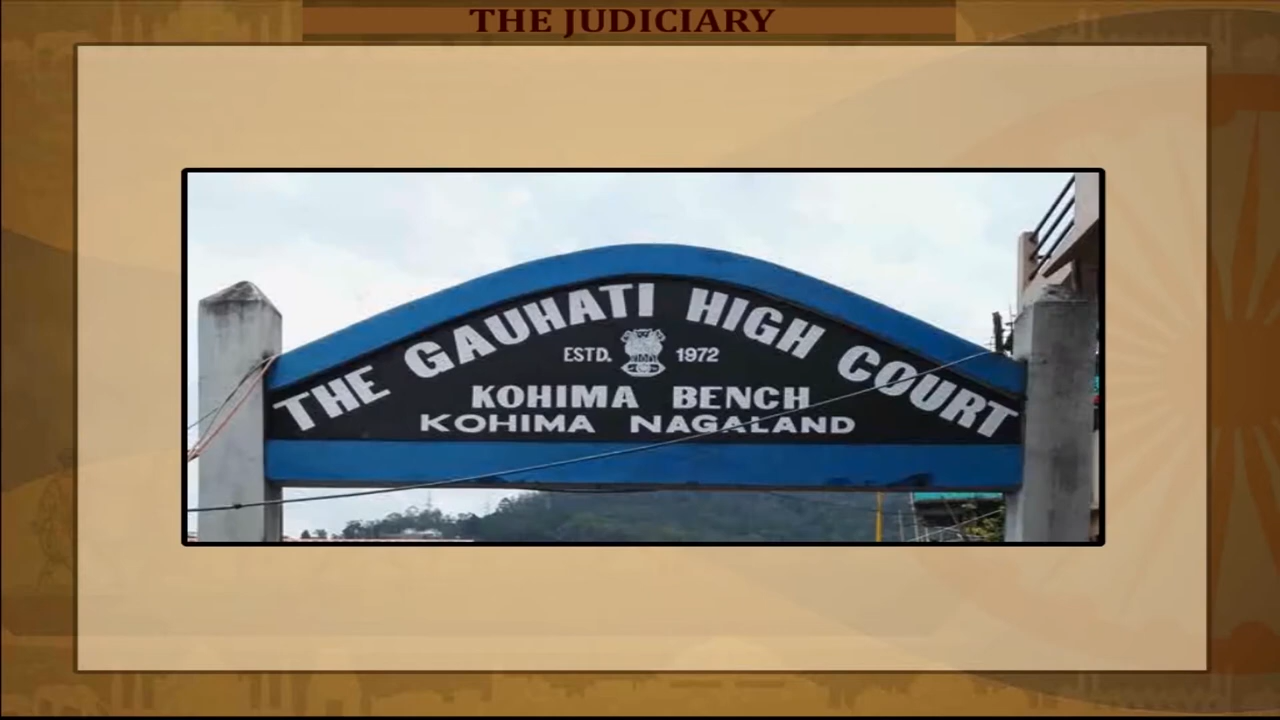 THE JUDICIARY
THE GAUHATI HIGH COURT
ESTD. 1972
KOHIMA BENCH
KOHIMA NAGALAND